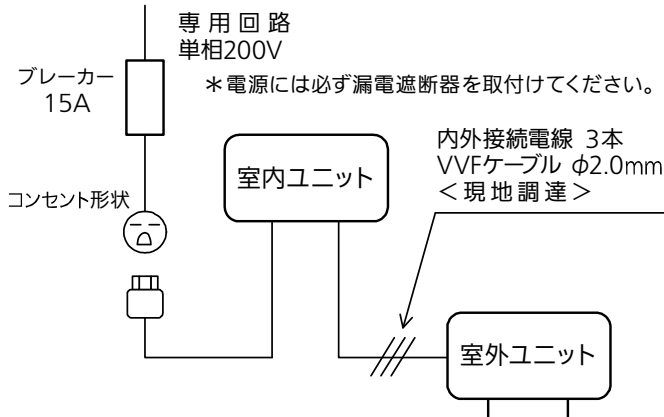 専用回路
単相200V
ブレーカー
15A
＊電源には必ず漏電遮断器を取付けてください。
内外接続電線 3本
VVFケーブル φ2.0mm
＜現地調達＞
室内ユニット
コンセント形状
室外ユニット